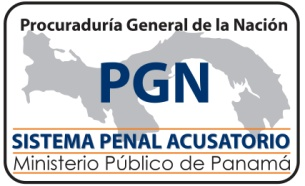 Procuraduría General de la Nación
PGN
SISTEMA PENAL ACUSATORIO
Ministerio Público de Panamá